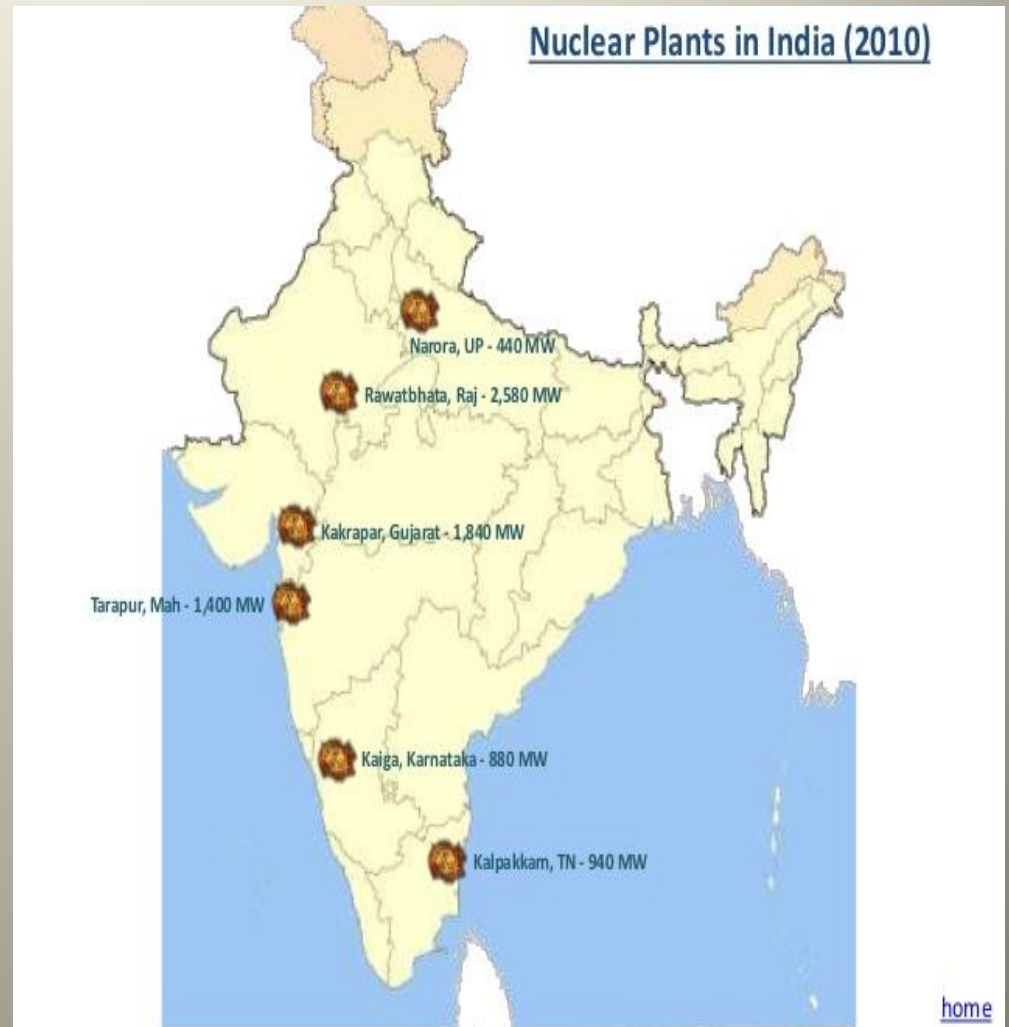 Nuclear Plants in India (2010)
Narora, UP - 440 MW
Rawatbhata, Raj - 2,580 MW
Kakrapar, Gujarat - 1,840 MW
Tarapur, Mah - 1,400 MW
Kaiga, Karnataka - 880 MW
Kalpakkam, TN - 940 MW
home